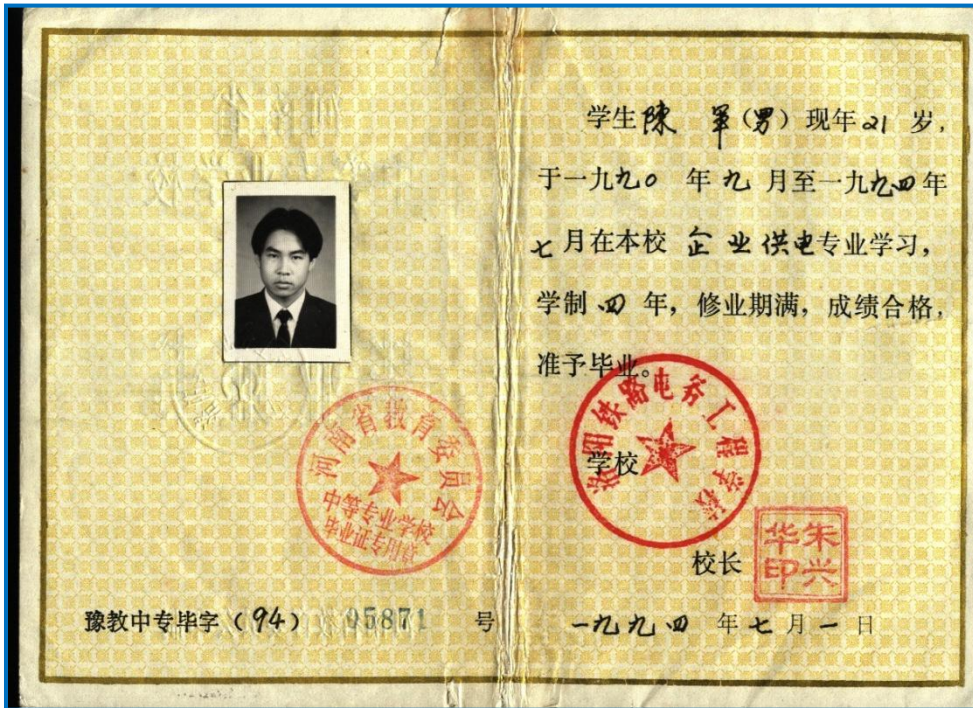 河南省教育委员会
中等专业学校
毕业证专用章
豫教中专毕字（94）95871 号
学生陳 军（男）现年21 岁，
于一九九〇 年九 月至一九九四年
七月在本校 企业供电专业学习，
学制 四 年，修业期满，成绩合格，
准予毕业。
洛阳铁路电务工程学校
学校
校长
朱兴华印
一九九四 年七月一日